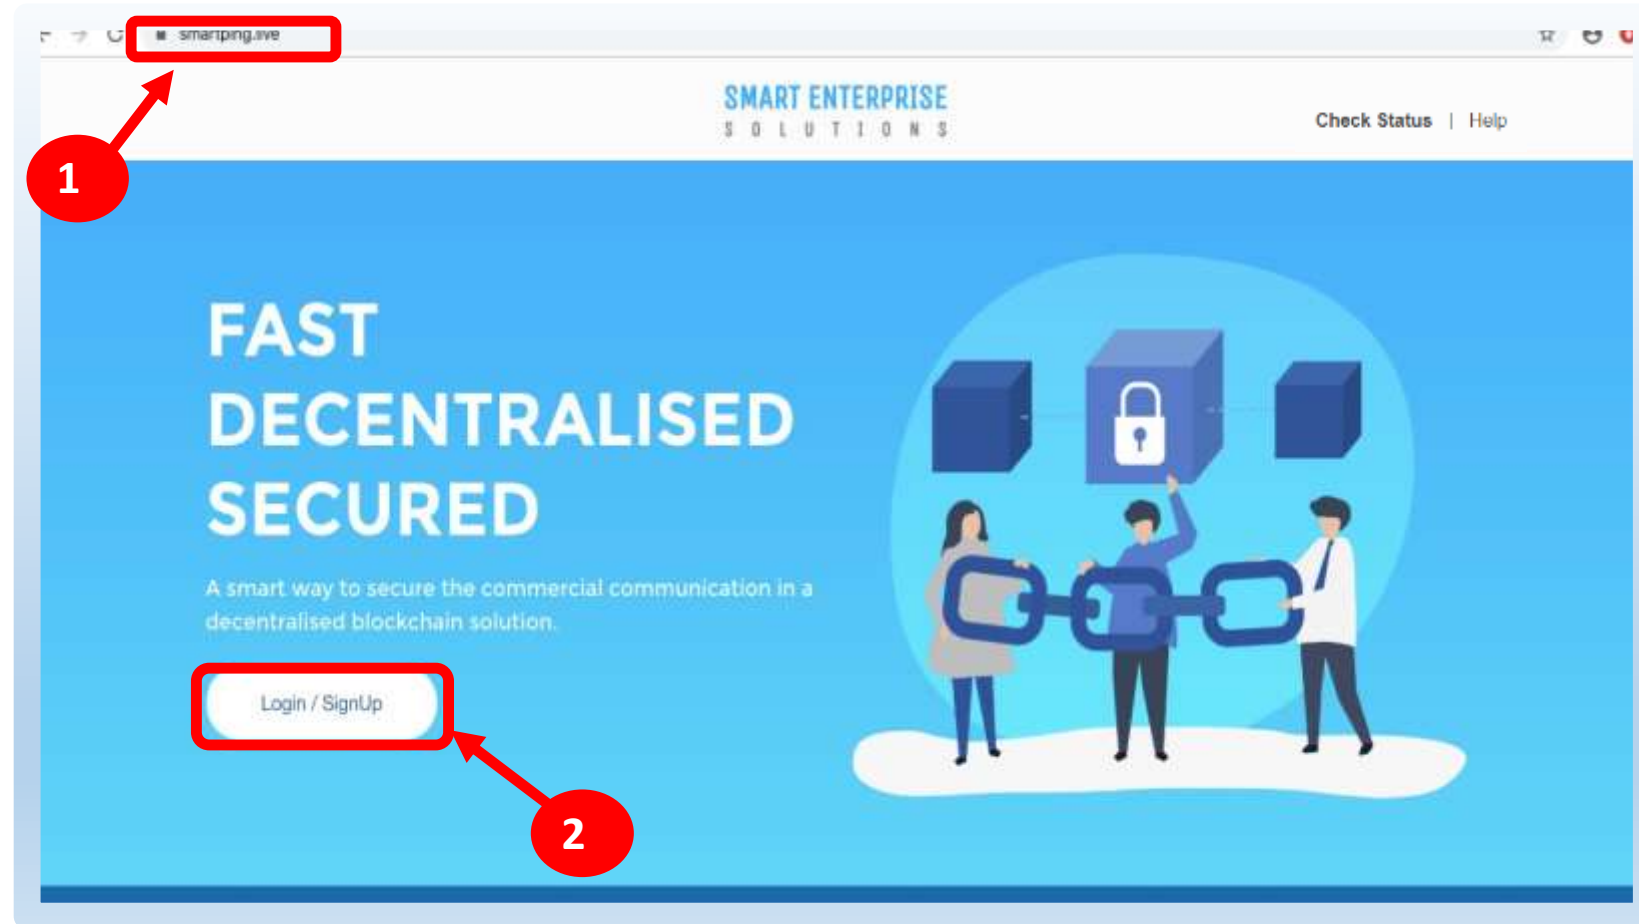 smartping.live
SMART ENTERPRISE
SOLUTIONS
Check Status | Help
1
FAST
DECENTRALISED
SECURED
A smart way to secure the commercial communication in a
decentralised blockchain solution.
Login / SignUp
2